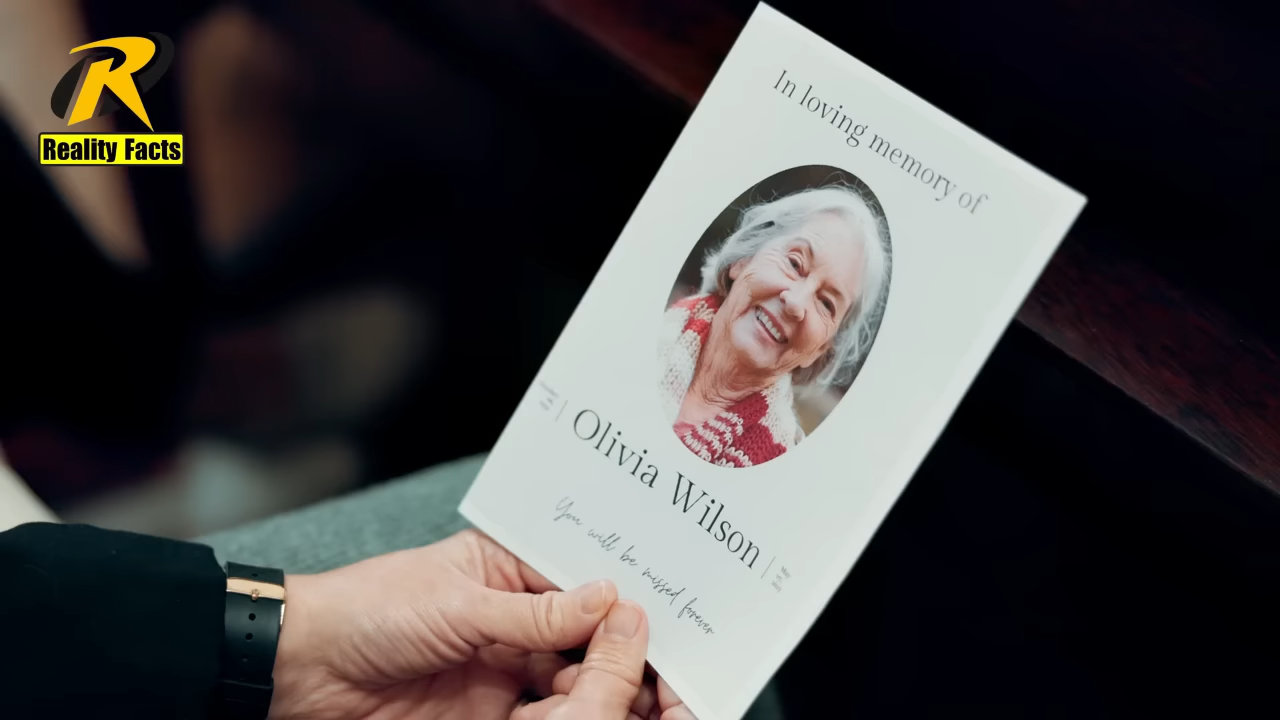 R
Reality Facts
In loving memory of
Olivia Wilson
You will be missed forever